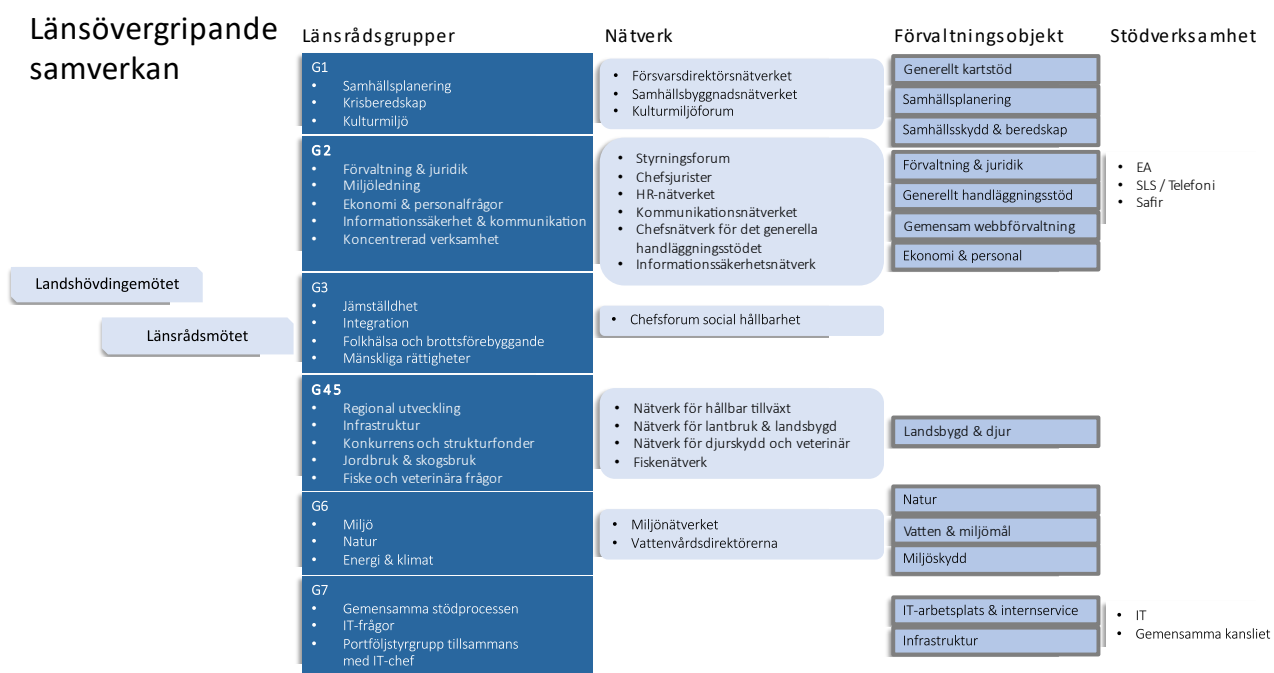 Länsövergripande
samverkan
Länsrådsgrupper
Nätverk
Förvaltningsobjekt
Stödverksamhet
G1
• Samhällsplanering
• Krisberedskap
• Kulturmiljö
• Försvarsdirektörsnätverket
• Samhällsbyggnadsnätverket
• Kulturmiljöforum
Generellt kartstöd
Samhällsplanering
Samhällsskydd & beredskap
G2
• Förvaltning & juridik
• Miljöledning
• Ekonomi & personalfrågor
• Informationssäkerhet & kommunikation
• Koncentrerad verksamhet
• Styrningsforum
• Chefsjurister
• HR-nätverket
• Kommunikationsnätverket
• Chefsnätverk för det generella
handläggningsstödet
• Informationssäkerhetsnätverk
Förvaltning & juridik
Generellt handläggningsstöd
Gemensam webbförvaltning
Ekonomi & personal
• EA
• SLS / Telefoni
• Safir
Landshövdingemötet
Länsrådsmötet
G3
• Jämställdhet
• Integration
• Folkhälsa och brottsförebyggande
• Mänskliga rättigheter
• Chefsforum social hållbarhet
G45
• Regional utveckling
• Infrastruktur
• Konkurrens och strukturfonder
• Jordbruk & skogsbruk
• Fiske och veterinära frågor
• Nätverk för hållbar tillväxt
• Nätverk för lantbruk & landsbygd
• Nätverk för djurskydd och veterinär
• Fiskenätverk
Landsbygd & djur
G6
• Miljö
• Natur
• Energi & klimat
• Miljönätverket
• Vattenvårdsdirektörerna
Natur
Vatten & miljömål
Miljöskydd
G7
• Gemensamma stödprocessen
• IT-frågor
• Portföljstyrgrupp tillsammans
med IT-chef
IT-arbetsplats & internservice
Infrastruktur
• IT
• Gemensamma kansliet